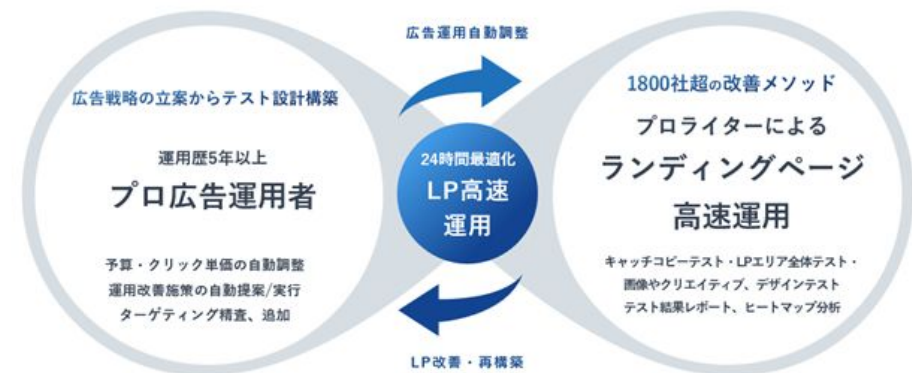 広告運用自動調整
広告戦略の立案からテスト設計構築
運用歴5年以上
プロ広告運用者
予算・クリック単価の自動調整
運用改善施策の自動提案/実行
ターゲティング精査、追加
24時間最適化
LP高速
運用
1800社超の改善メソッド
プロライターによる
ランディングページ
高速運用
キャッチコピーテスト・LPエリア全体テスト・
画像やクリエイティブ、デザインテスト
テスト結果レポート、ヒートマップ分析
LP改善・再構築